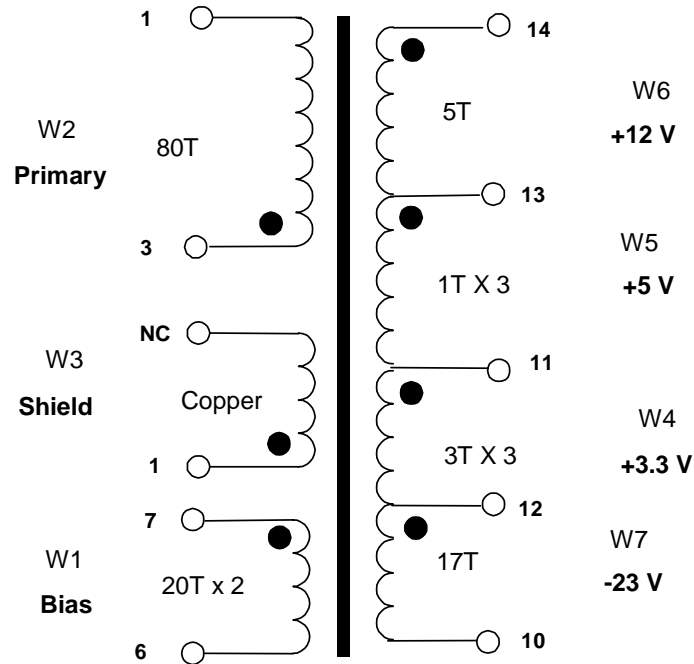 1
14
W2
Primary
80T
5T
W6
+12 V
3
13
W5
+5 V
1T X 3
NC
11
W3
Shield
Copper
W4
+3.3 V
3T X 3
1
12
7
W7
-23 V
17T
W1
Bias
20T x 2
6
10